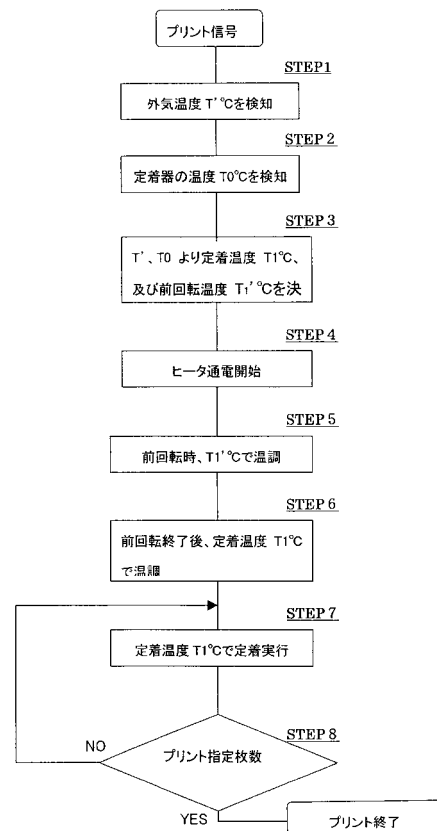 プリント信号
STEP1
外気温度 T'℃を検知
STEP 2
定着器の温度 T0℃を検知
STEP 3
T'、T0 より定着温度 T1℃、
及び前回転温度 T1'℃を決
STEP 4
ヒータ通電開始
STEP 5
前回転時、T1'℃で温調
STEP 6
前回転終了後、定着温度 T1℃
で温調
STEP 7
定着温度 T1℃で定着実行
STEP 8
NO
プリント指定枚数
YES
プリント終了